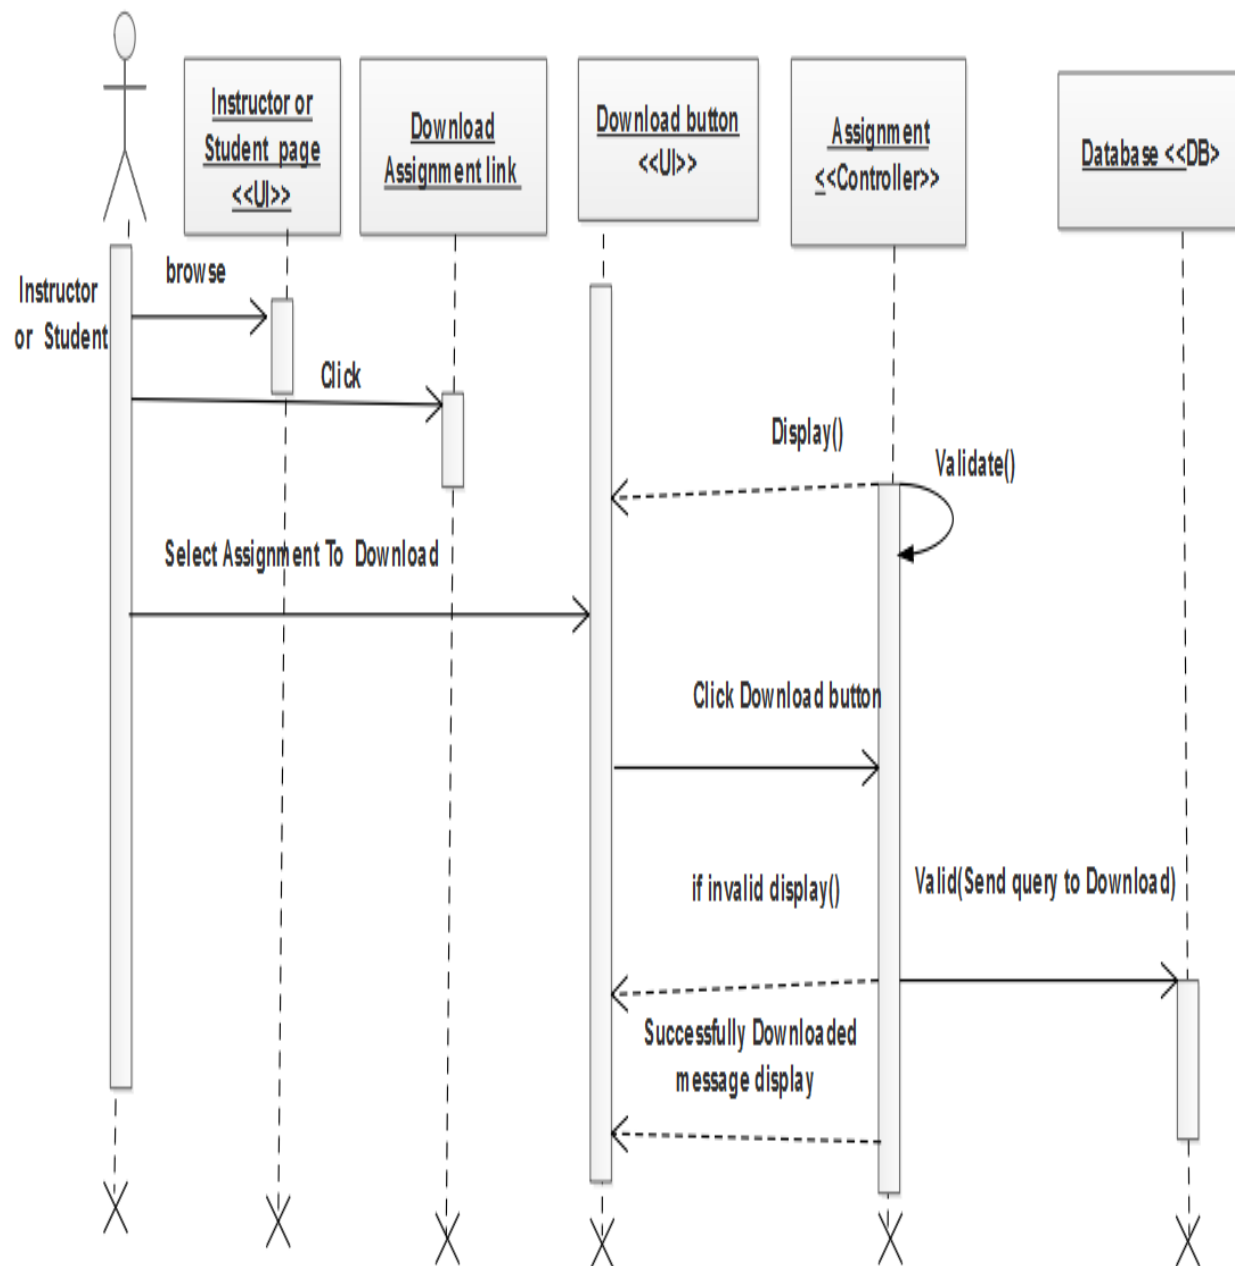 Instructor or
Student page
<<UI>>
Download
Assignment link
Download button
<<UI>>
Assignment
<<Controller>>
Database <<DB>
Instructor
or Student
browse
Click
Display()
Validate()
Select Assignment To Download
Click Download button
if invalid display()
Valid(Send query to Download)
Successfully Downloaded
message display